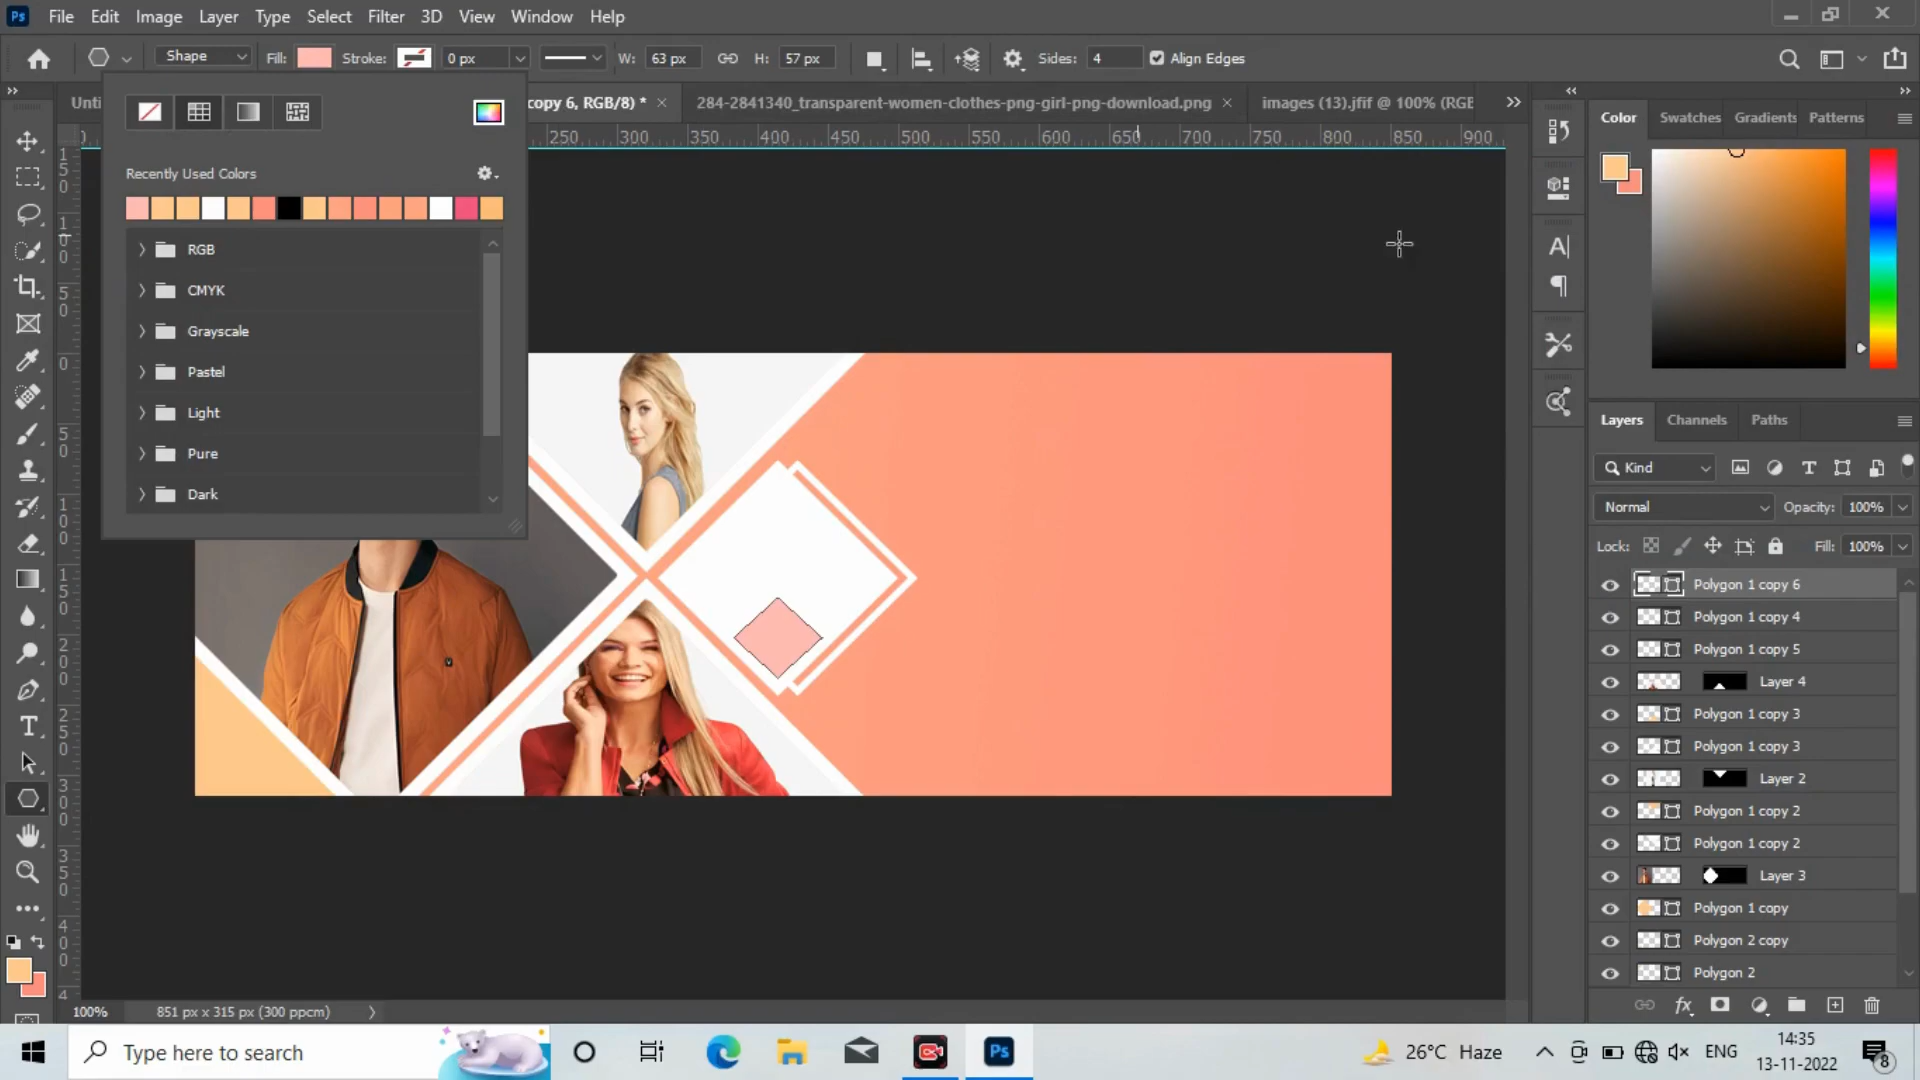 Ps File Edit Image Layer Type Select Filter 3D View Window Help
Shape Fill: Stroke: 0 px W: 63 px H: 57 px Sides: 4 Align Edges
Unti copy 6, RGB/8) * × 284-2841340_transparent-women-clothes-png-girl-png-download.png × images (13).jfif @ 100% (RGB
250 300 350 400 450 500 550 600 650 700 750 800 850 900
Recently Used Colors
RGB
CMYK
Grayscale
Pastel
Light
Pure
Dark
Color Swatches Gradients Patterns
Layers Channels Paths
Kind
Normal Opacity: 100%
Lock: Fill: 100%
Polygon 1 copy 6
Polygon 1 copy 4
Polygon 1 copy 5
Layer 4
Polygon 1 copy 3
Polygon 1 copy 3
Layer 2
Polygon 1 copy 2
Polygon 1 copy 2
Layer 3
Polygon 1 copy
Polygon 2 copy
Polygon 2
fx
100% 851 px x 315 px (300 ppcm)
Type here to search
Ps
26°C Haze
ENG
14:35
13-11-2022
8